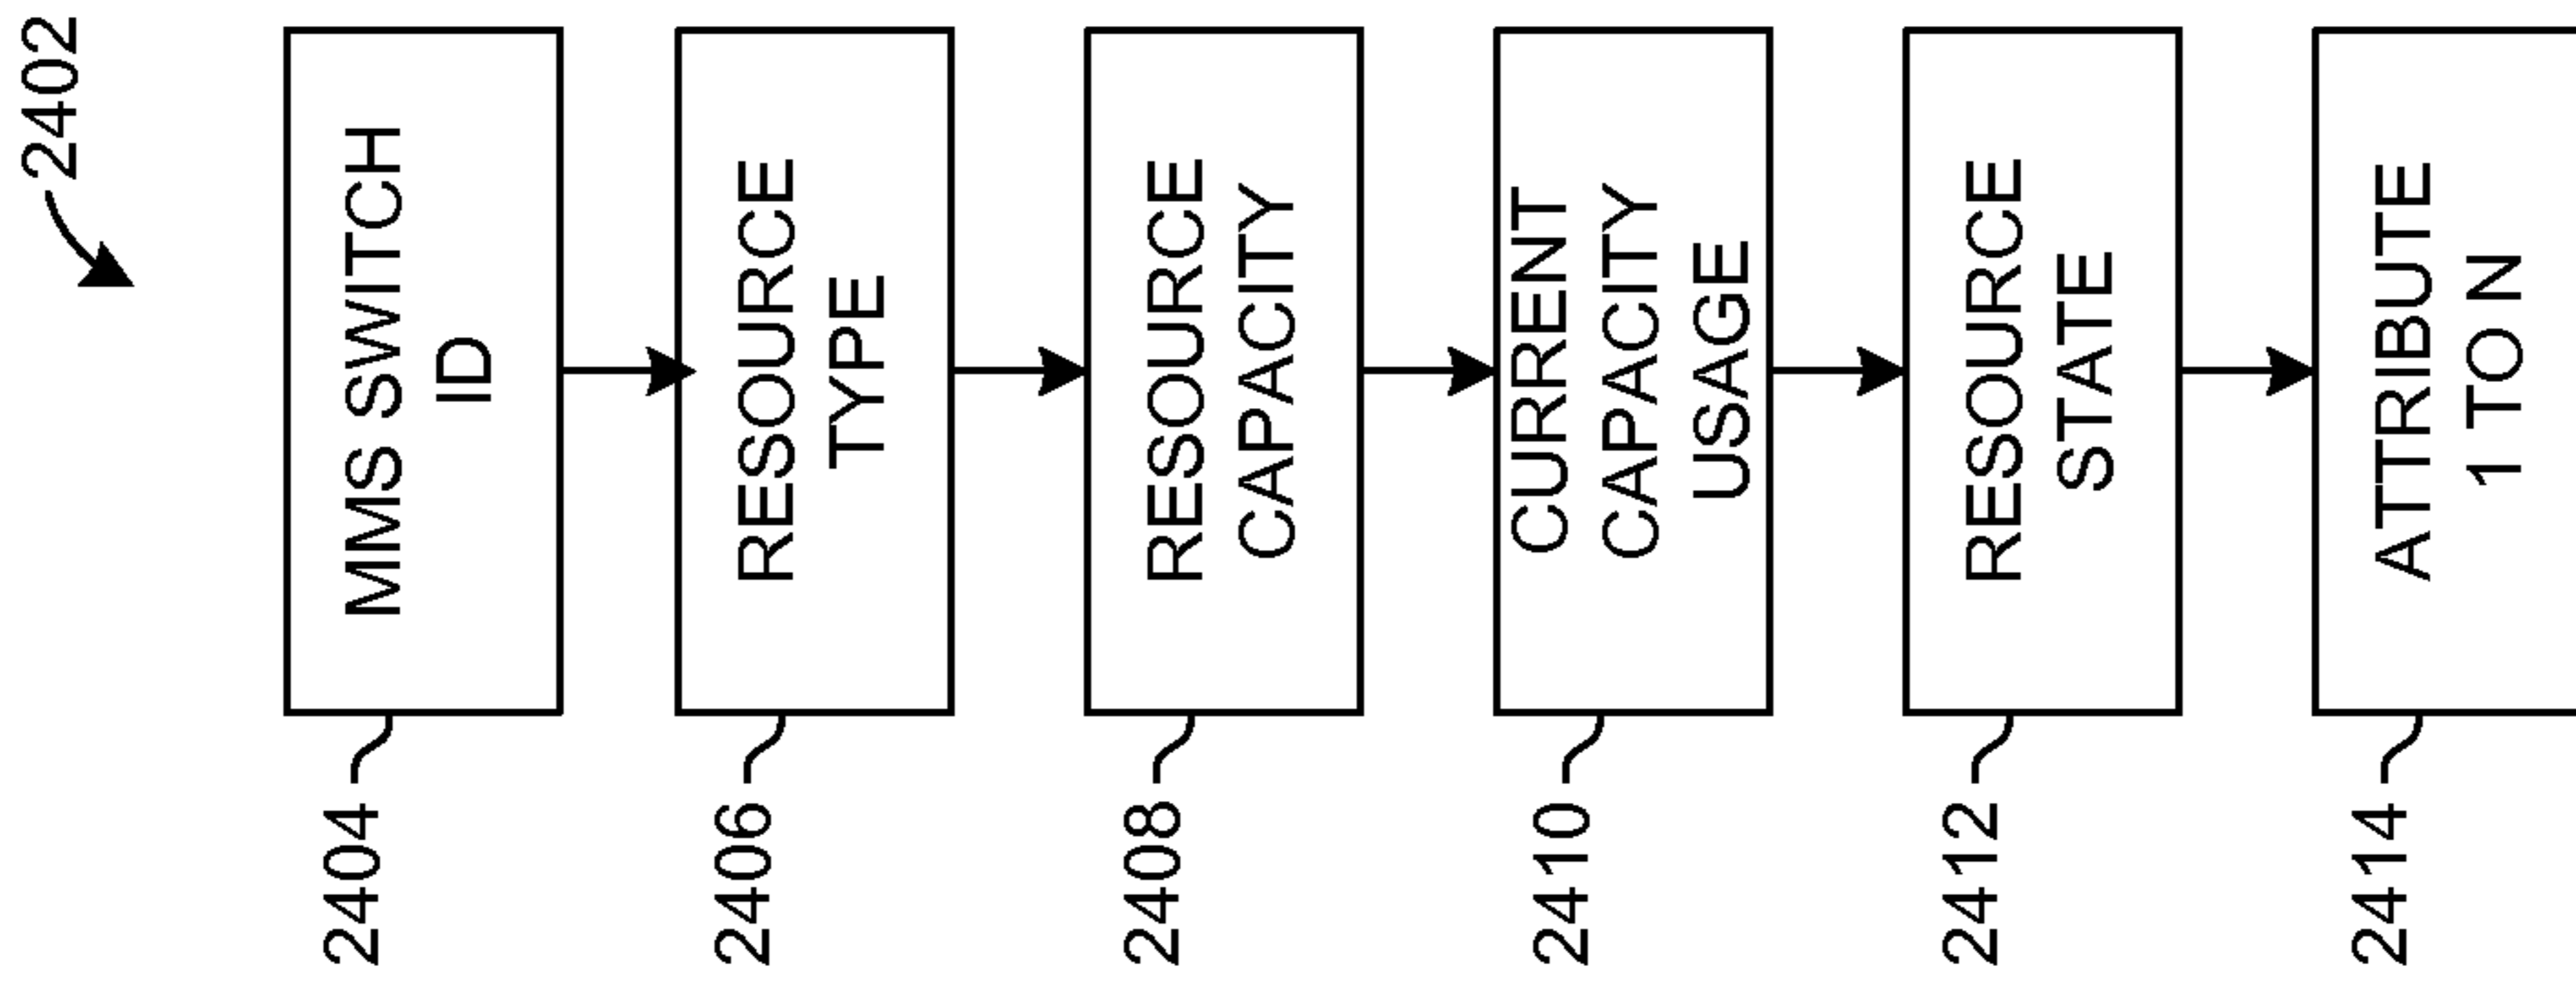 2402
2404
MMS SWITCH
ID
2406
RESOURCE
TYPE
2408
RESOURCE
CAPACITY
2410
CURRENT
CAPACITY
USAGE
2412
RESOURCE
STATE
2414
ATTRIBUTE
1 TO N